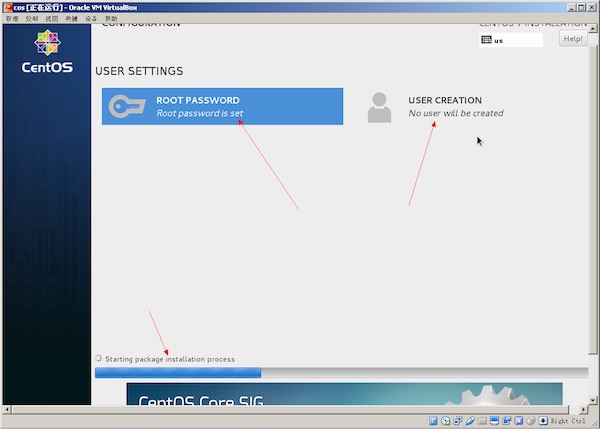 cos [正在运行] - Oracle VM VirtualBox
管理 控制 视图 热键 设备 帮助
CONFIGURATION
CENTOS 7 INSTALLATION
us
Help!
CentOS
USER SETTINGS
ROOT PASSWORD
Root password is set
USER CREATION
No user will be created
Starting package installation process
CentOS Core SIG
Right Ctrl